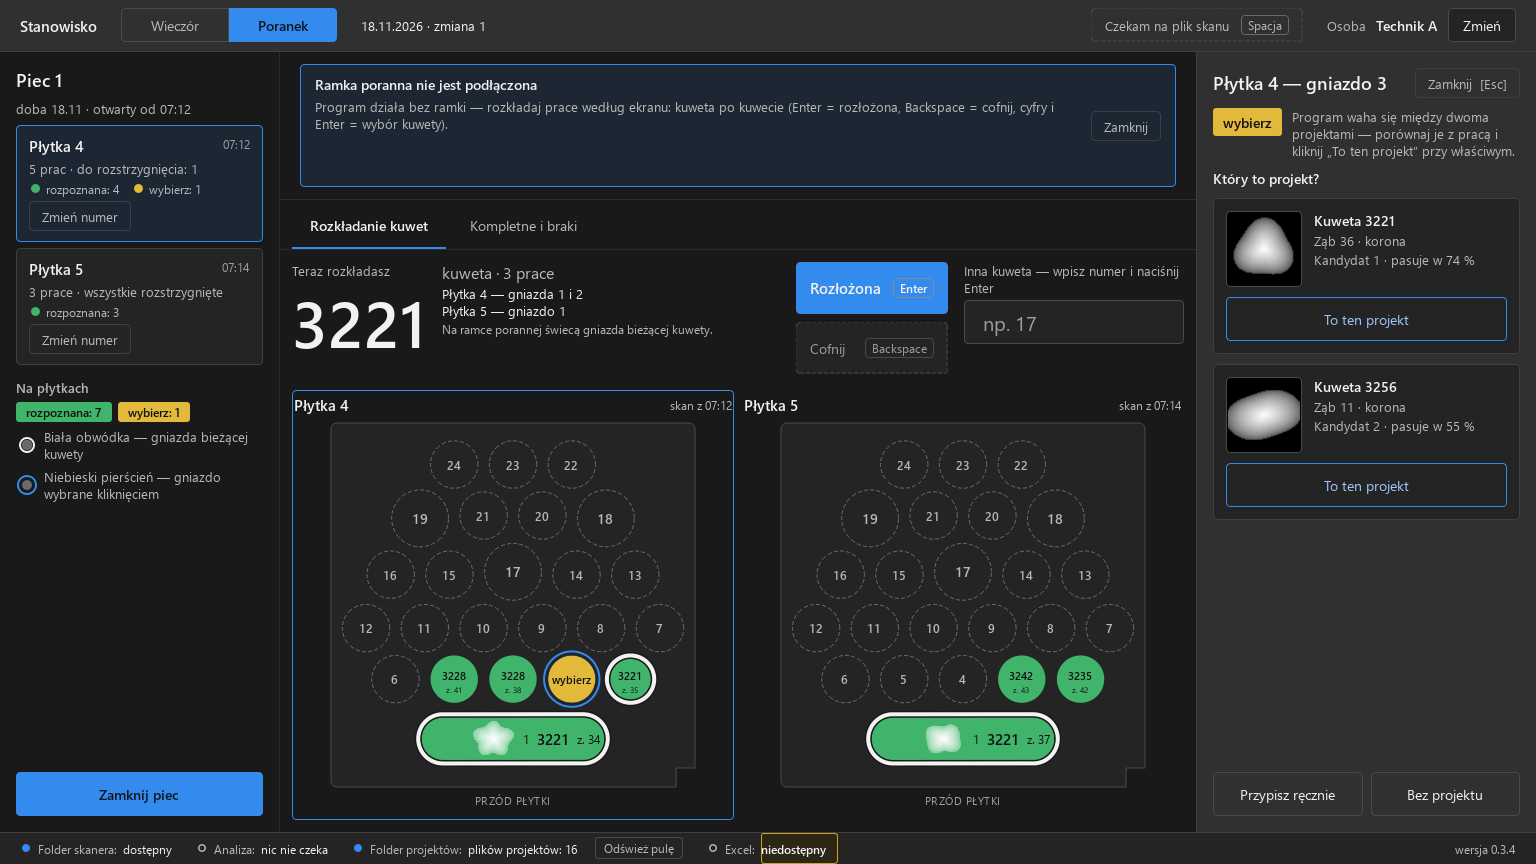 Stanowisko
Wieczór
Poranek
18.11.2026 · zmiana 1
Czekam na plik skanu
Spacja
Osoba
Technik A
Zmień
Piec 1
doba 18.11 · otwarty od 07:12
Płytka 4
07:12
5 prac · do rozstrzygnięcia: 1
rozpoznana: 4
wybierz: 1
Zmień numer
Płytka 5
07:14
3 prace · wszystkie rozstrzygnięte
rozpoznana: 3
Zmień numer
Na płytkach
rozpoznana: 7
wybierz: 1
Biała obwódka — gniazda bieżącej
kuwety
Niebieski pierścień — gniazdo
wybrane kliknięciem
Zamknij piec
Ramka poranna nie jest podłączona
Program działa bez ramki — rozkładaj prace według ekranu: kuweta po kuwecie (Enter = rozłożona, Backspace = cofnij, cyfry i
Enter = wybór kuwety).
Zamknij
Rozkładanie kuwet
Kompletne i braki
Teraz rozkładasz
3221
kuweta · 3 prace
Płytka 4 — gniazda 1 i 2
Płytka 5 — gniazdo 1
Na ramce porannej świecą gniazda bieżącej kuwety.
Rozłożona
Enter
Cofnij
Backspace
Inna kuweta — wpisz numer i naciśnij
Enter
np. 17
Płytka 4
skan z 07:12
24
23
22
19
21
20
18
16
15
17
14
13
12
11
10
9
8
7
6
3228
z. 41
3228
z. 38
wybierz
3221
z. 35
1
3221
z. 34
PRZÓD PŁYTKI
Płytka 5
skan z 07:14
24
23
22
19
21
20
18
16
15
17
14
13
12
11
10
9
8
7
6
5
4
3242
z. 43
3235
z. 42
1
3221
z. 37
PRZÓD PŁYTKI
Płytka 4 — gniazdo 3
Zamknij [Esc]
wybierz
Program waha się między dwoma
projektami — porównaj je z pracą i
kliknij „To ten projekt” przy właściwym.
Który to projekt?
Kuweta 3221
Ząb 36 · korona
Kandydat 1 · pasuje w 74 %
To ten projekt
Kuweta 3256
Ząb 11 · korona
Kandydat 2 · pasuje w 55 %
To ten projekt
Przypisz ręcznie
Bez projektu
Folder skanera: dostępny
Analiza: nic nie czeka
Folder projektów: plików projektów: 16
Odśwież pulę
Excel: niedostępny
wersja 0.3.4